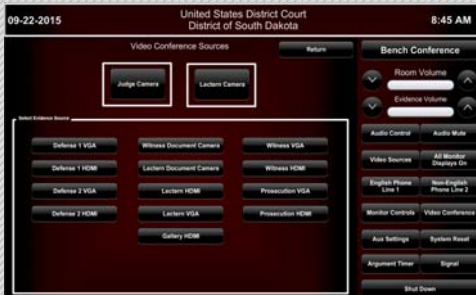 09-22-2015
United States District Court
District of South Dakota
8:45 AM
Video Conference Sources
Return
Judge Camera
Lectern Camera
Select Evidence Source
Defense 1 VGA
Witness Document Camera
Witness VGA
Defense 1 HDMI
Lectern Document Camera
Witness HDMI
Defense 2 VGA
Lectern HDMI
Prosecution VGA
Defense 2 HDMI
Lectern VGA
Prosecution HDMI
Gallery HDMI
Bench Conference
Room Volume
Evidence Volume
Audio Control
Audio Mute
Video Sources
All Monitor
Displays On
English Phone
Line 1
Non-English
Phone Line 2
Monitor Controls
Video Conference
Aux Settings
System Reset
Argument Timer
Signal
Shut Down